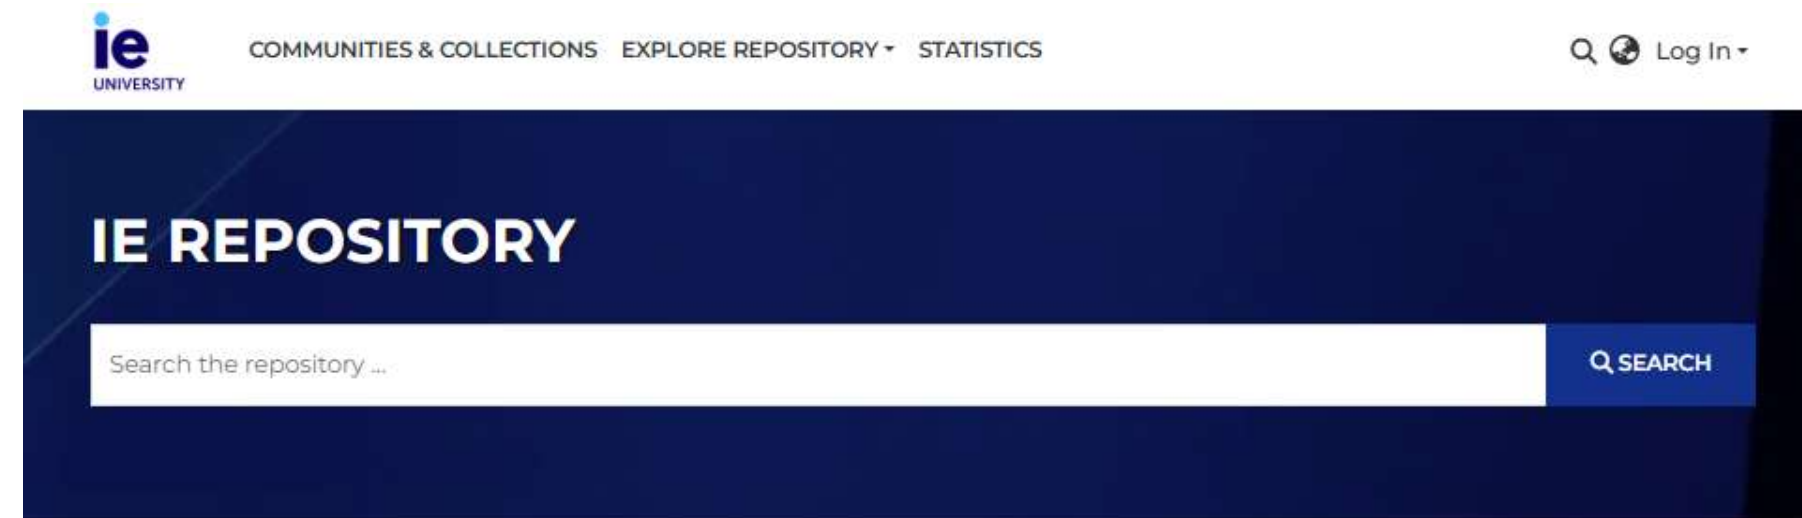 ie
UNIVERSITY
COMMUNITIES & COLLECTIONS EXPLORE REPOSITORY STATISTICS
Log In
IE REPOSITORY
Search the repository ...
SEARCH